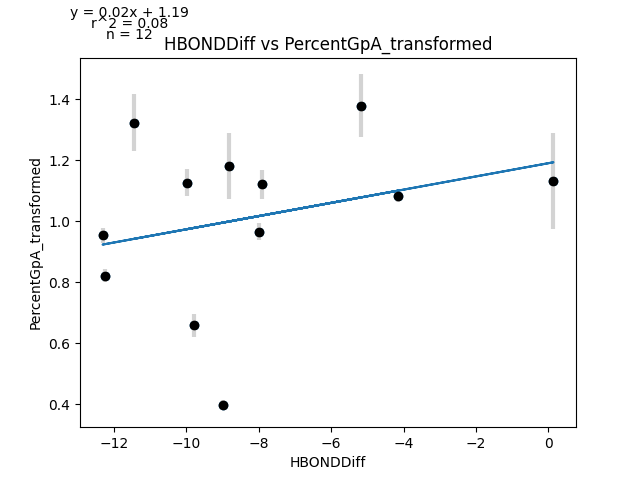 y = 0.02x + 1.19
r^2 = 0.08
n = 12
HBONDDiff vs PercentGpA_transformed
1.4
1.2
1.0
0.8
0.6
0.4
PercentGpA_transformed
−12 −10 −8 −6 −4 −2 0
HBONDDiff